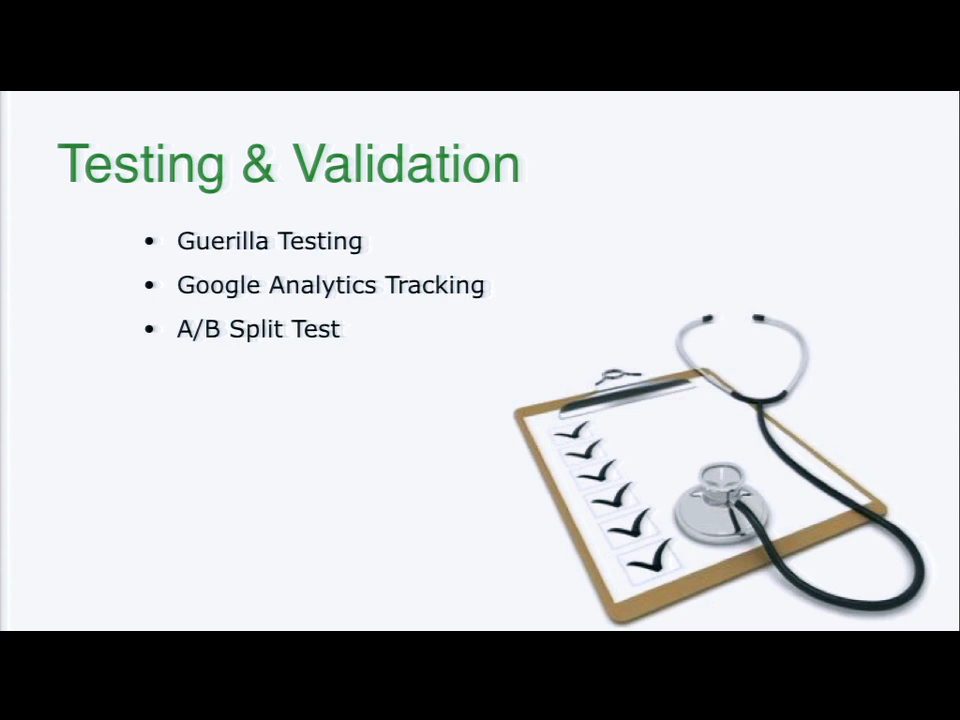 Testing & Validation
• Guerilla Testing
• Google Analytics Tracking
• A/B Split Test